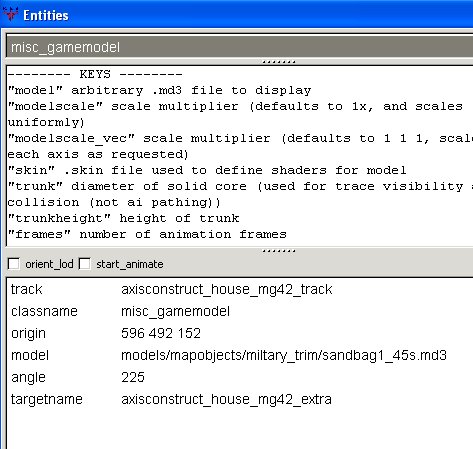 Entities
misc_gamemodel
-------- KEYS --------
"model" arbitrary .md3 file to display
"modelscale" scale multiplier (defaults to 1x, and scales
uniformly)
"modelscale_vec" scale multiplier (defaults to 1 1 1, scale
each axis as requested)
"skin" .skin file used to define shaders for model
"trunk" diameter of solid core (used for trace visibility a
collision (not ai pathing))
"trunkheight" height of trunk
"frames" number of animation frames
orient_lod start_animate
track axisconstruct_house_mg42_track
classname misc_gamemodel
origin 596 492 152
model models/mapobjects/miltary_trim/sandbag1_45s.md3
angle 225
targetname axisconstruct_house_mg42_extra